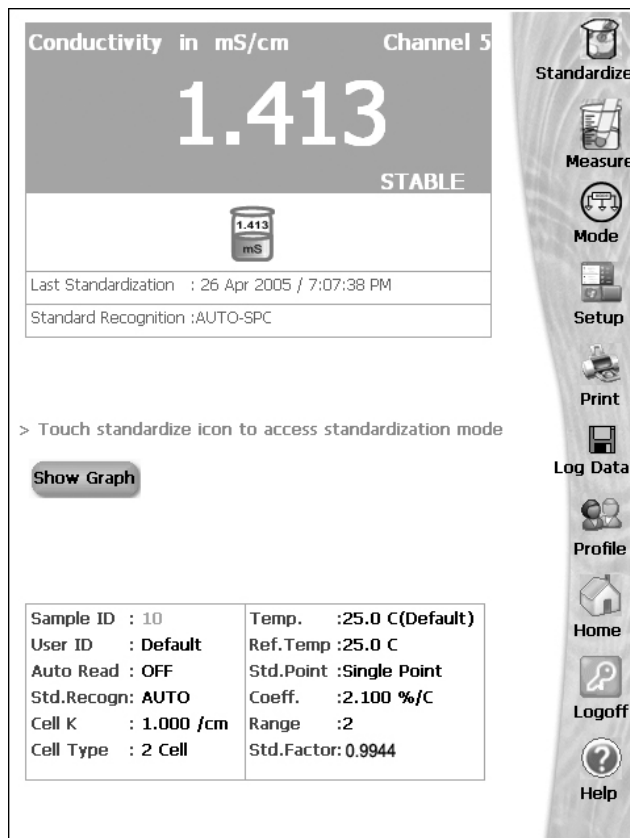 Conductivity in mS/cm Channel 5
1.413
STABLE
1.413
mS
Last Standardization : 26 Apr 2005 / 7:07:38 PM
Standard Recognition :AUTO-SPC
> Touch standardize icon to access standardization mode
Show Graph
Sample ID : 10
User ID : Default
Auto Read : OFF
Std.Recogn: AUTO
Cell K : 1.000 /cm
Cell Type : 2 Cell
Temp. :25.0 C(Default)
Ref.Temp :25.0 C
Std.Point :Single Point
Coeff. :2.100 %/C
Range :2
Std.Factor: 0.9944
Standardize
Measure
Mode
Setup
Print
Log Data
Profile
Home
Logoff
Help